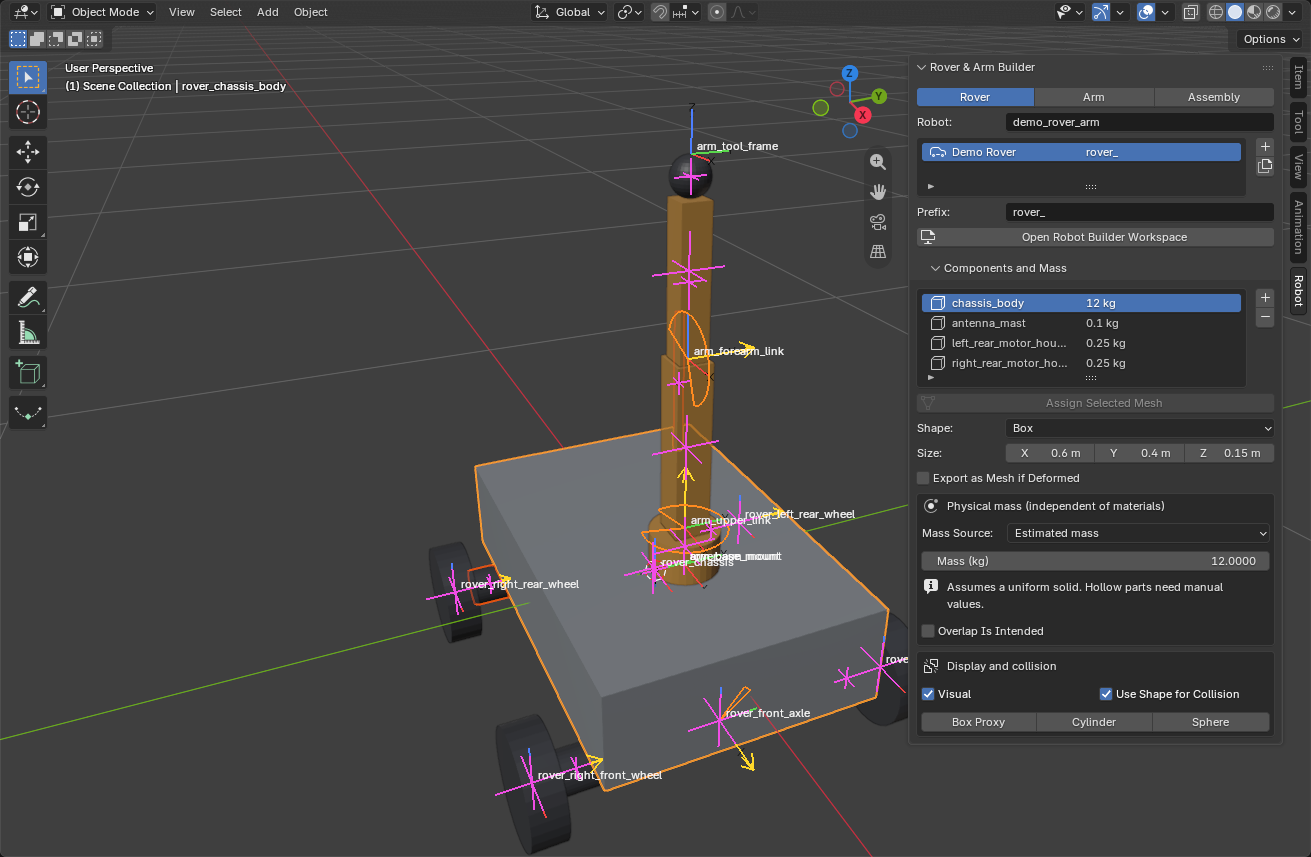 Object Mode View Select Add Object Global
Options
User Perspective
(1) Scene Collection | rover_chassis_body
Z
Y
X
Z
arm_tool_frame
arm_forearm_link
rover_left_rear_wheel
arm_upper_link
rover_chassis
rover_right_rear_wheel
rove
rover_front_axle
rover_right_front_wheel
Rover & Arm Builder
Rover Arm Assembly
Robot: demo_rover_arm
Demo Rover rover_
Prefix: rover_
Open Robot Builder Workspace
Components and Mass
chassis_body 12 kg
antenna_mast 0.1 kg
left_rear_motor_hou... 0.25 kg
right_rear_motor_ho... 0.25 kg
Assign Selected Mesh
Shape: Box
Size: X 0.6 m Y 0.4 m Z 0.15 m
Export as Mesh if Deformed
Physical mass (independent of materials)
Mass Source: Estimated mass
Mass (kg) 12.0000
Assumes a uniform solid. Hollow parts need manual
values.
Overlap Is Intended
Display and collision
Visual Use Shape for Collision
Box Proxy Cylinder Sphere
Item
Tool
View
Animation
Robot